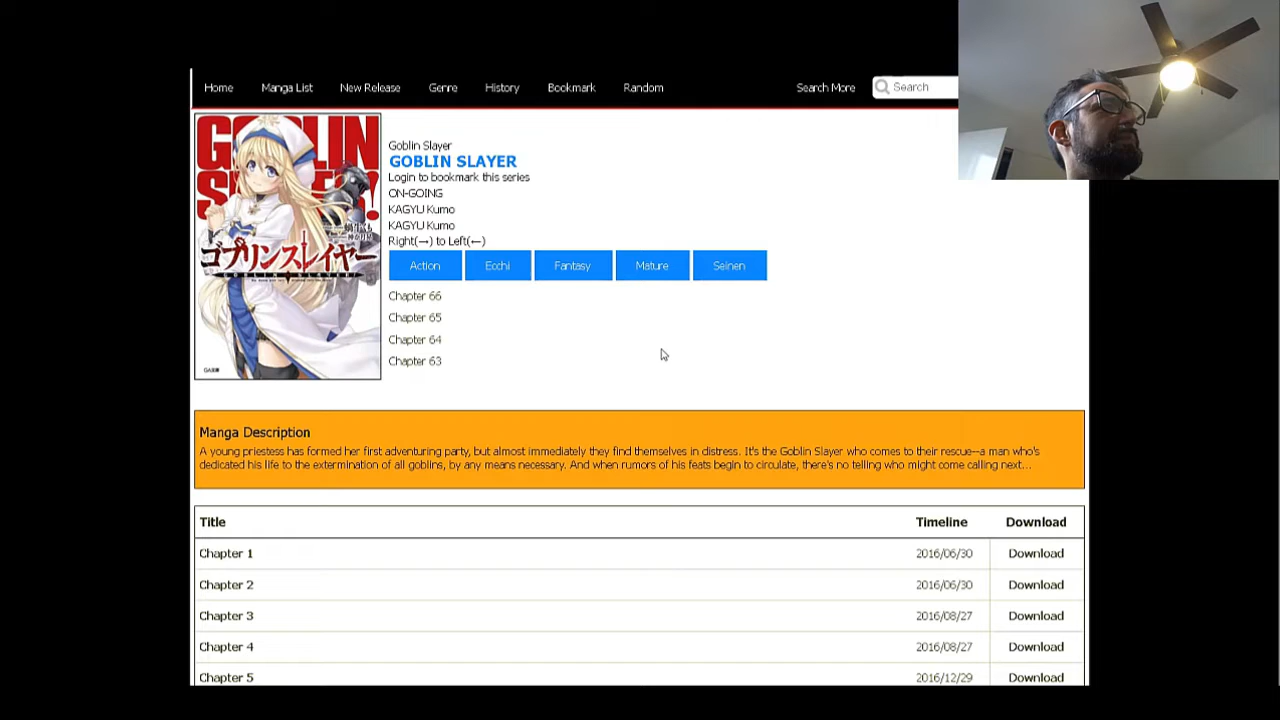 Home Manga List New Release Genre History Bookmark Random Search More Search
GOBLIN
SLAYER!
ゴブリンスレイヤー
GOBLIN SLAYER!
GA文庫
Goblin Slayer
GOBLIN SLAYER
Login to bookmark this series
ON-GOING
KAGYU Kumo
KAGYU Kumo
Right(→) to Left(←)
Action Ecchi Fantasy Mature Seinen
Chapter 66
Chapter 65
Chapter 64
Chapter 63
Manga Description
A young priestess has formed her first adventuring party, but almost immediately they find themselves in distress. It's the Goblin Slayer who comes to their rescue--a man who's
dedicated his life to the extermination of all goblins, by any means necessary. And when rumors of his feats begin to circulate, there's no telling who might come calling next...
Title Timeline Download
Chapter 1 2016/06/30 Download
Chapter 2 2016/06/30 Download
Chapter 3 2016/08/27 Download
Chapter 4 2016/08/27 Download
Chapter 5 2016/12/29 Download